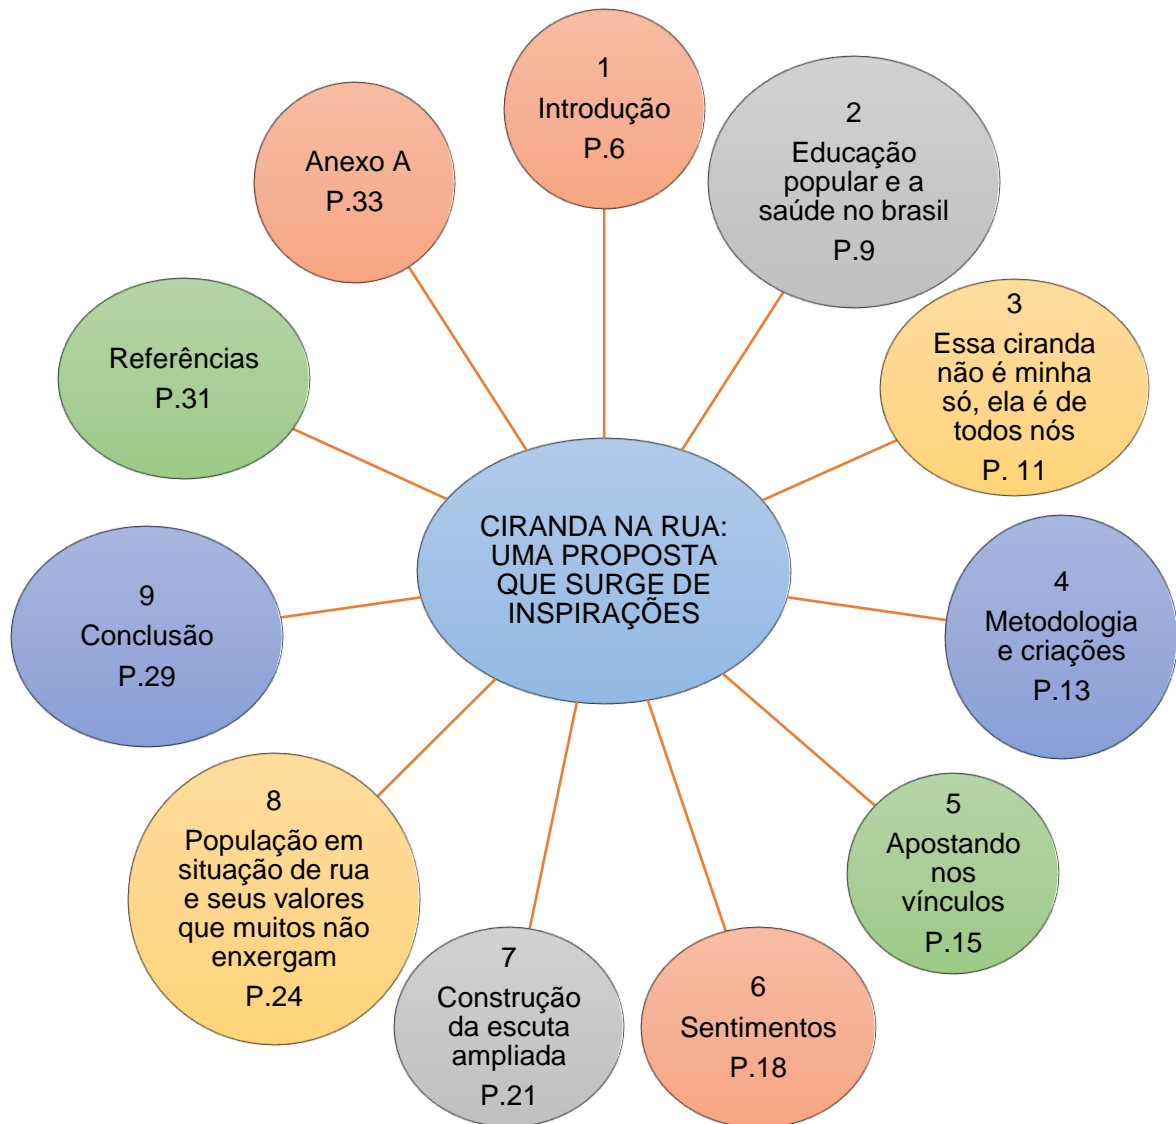 1
Introdução
P.6
2
Educação
popular e a
saúde no brasil
P.9
3
Essa ciranda
não é minha
só, ela é de
todos nós
P. 11
4
Metodologia
e criações
P.13
5
Apostando
nos
vínculos
P.15
6
Sentimentos
P.18
7
Construção
da escuta
ampliada
P.21
8
População em
situação de rua
e seus valores
que muitos não
enxergam
P.24
9
Conclusão
P.29
Referências
P.31
Anexo A
P.33
CIRANDA NA RUA:
UMA PROPOSTA
QUE SURGE DE
INSPIRAÇÕES